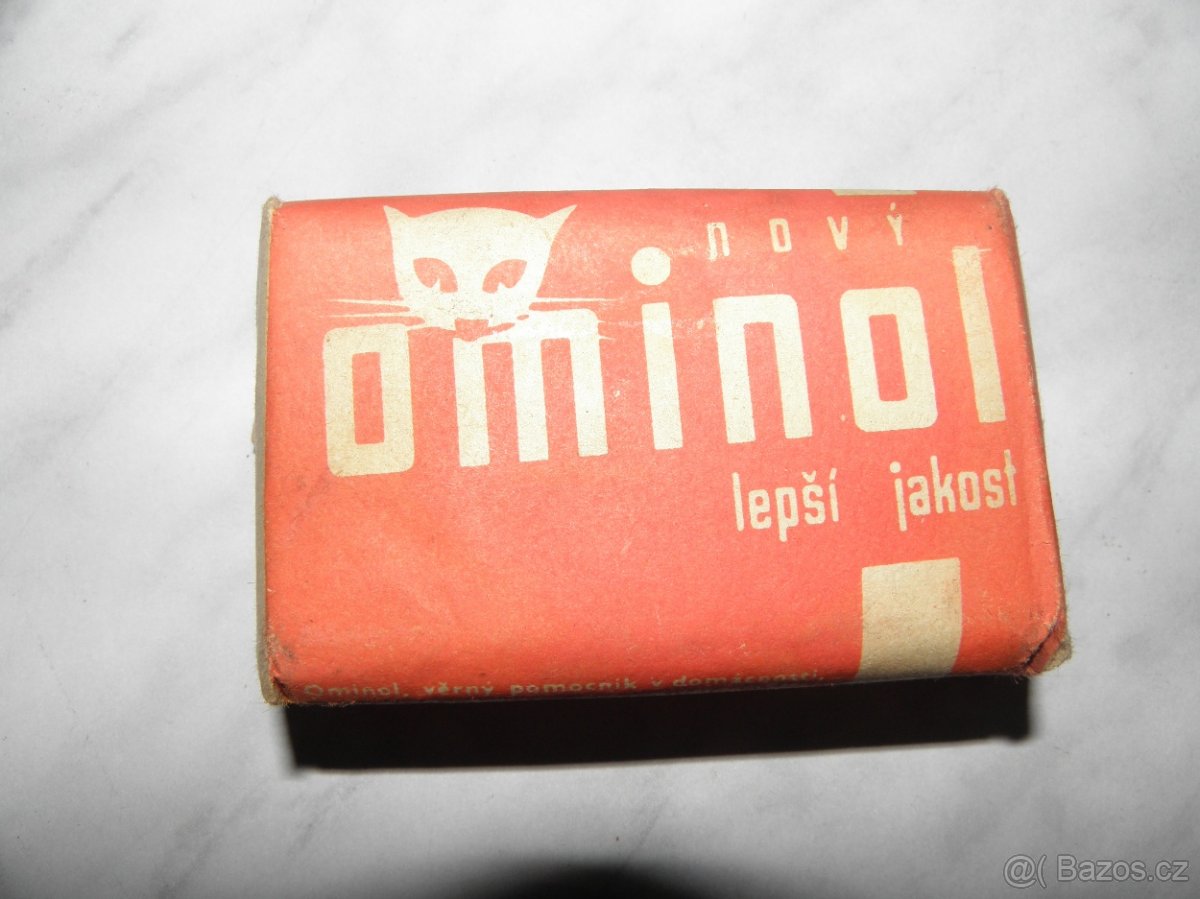 nový
ominol
lepší jakost
Ominol, věrný pomocník v domácnosti.
@( Bazos.cz